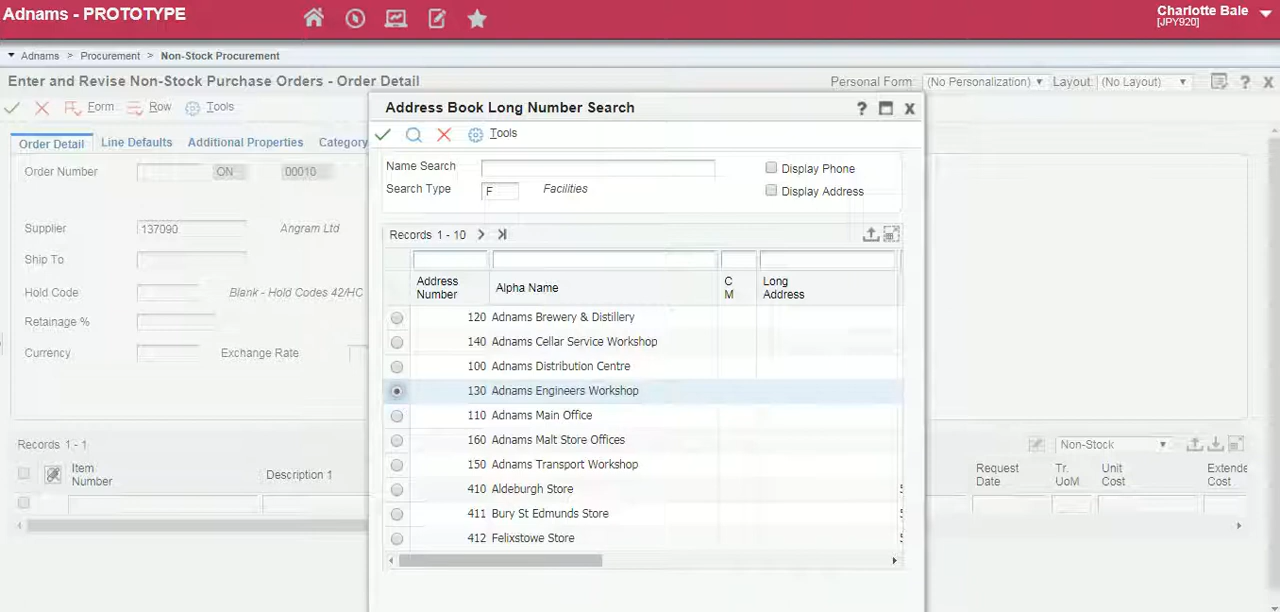 Adnams - PROTOTYPE
Charlotte Bale
[JPY920]
Adnams > Procurement > Non-Stock Procurement
Enter and Revise Non-Stock Purchase Orders - Order Detail
Personal Form: (No Personalization) Layout: (No Layout)
Form Row Tools
Order Detail Line Defaults Additional Properties Category
Order Number ON 00010
Supplier 137090 Angram Ltd
Ship To
Hold Code Blank - Hold Codes 42/HC
Retainage %
Currency Exchange Rate
Records 1 - 1
Item Number Description 1
Address Book Long Number Search
Tools
Name Search Display Phone
Search Type F Facilities Display Address
Records 1 - 10
Address Number Alpha Name C M Long Address
120 Adnams Brewery & Distillery
140 Adnams Cellar Service Workshop
100 Adnams Distribution Centre
130 Adnams Engineers Workshop
110 Adnams Main Office
160 Adnams Malt Store Offices
150 Adnams Transport Workshop
410 Aldeburgh Store
411 Bury St Edmunds Store
412 Felixstowe Store
Non-Stock
Request Date Tr. UoM Unit Cost Extende Cost